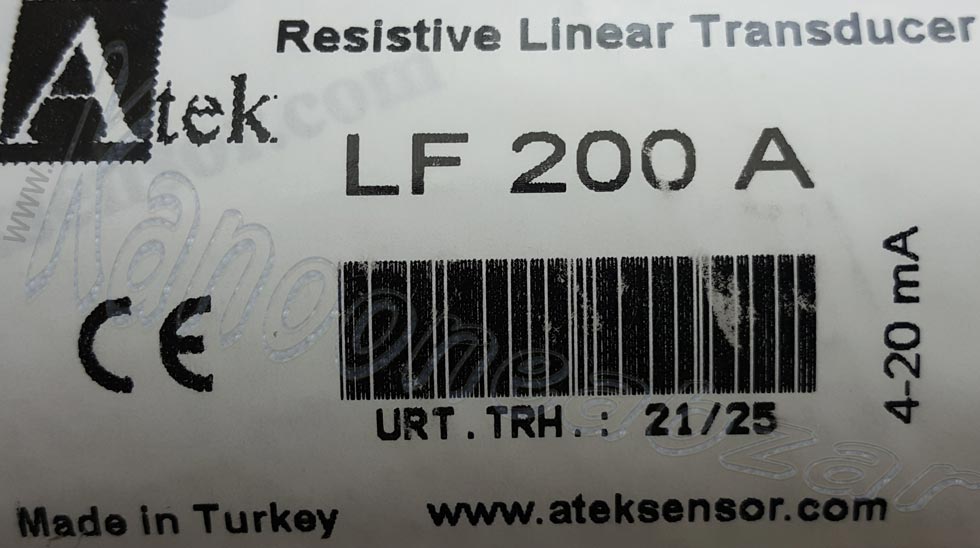 Resistive Linear Transducer
Atek
LF 200 A
4-20 mA
CE
URT.TRH.: 21/25
Made in Turkey
www.ateksensor.com